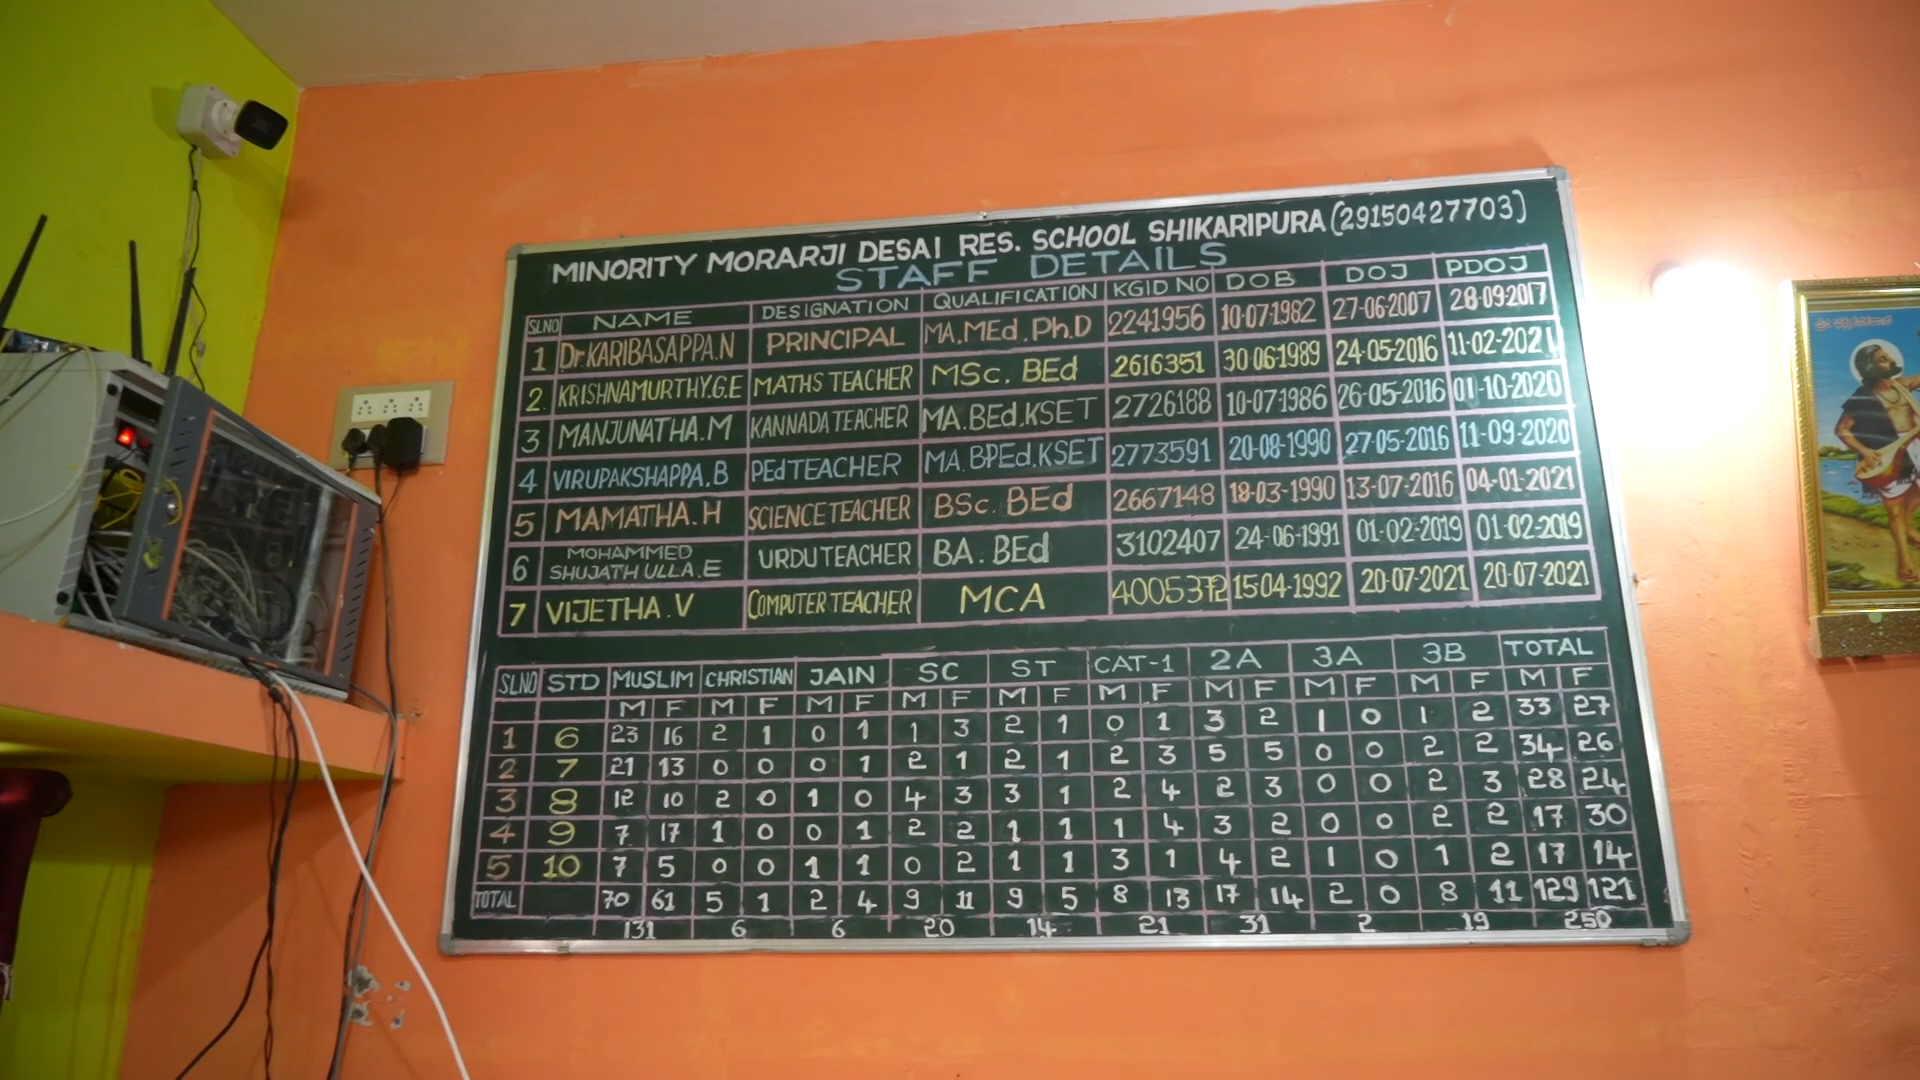 MINORITY MORARJI DESAI RES. SCHOOL SHIKARIPURA (29150427703)
STAFF DETAILS
SLNO NAME DESIGNATION QUALIFICATION KGID NO DOB DOJ PDOJ
1 Dr KARIBASAPPA.N PRINCIPAL MA.MEd.Ph.D 2241956 10-07-1982 27-06-2007 28-09-2017
2 KRISHNAMURTHY.G.E MATHS TEACHER MSc. BEd 2616351 30 06-1989 24-05-2016 11-02-2021
3 MANJUNATHA.M KANNADA TEACHER MA.BEd.KSET 2726188 10-07-1986 26-05-2016 01-10-2020
4 VIRUPAKSHAPPA.B PEd TEACHER MA.BPEd.KSET 2773591 20-08-1990 27-05-2016 11-09-2020
5 MAMATHA.H SCIENCE TEACHER BSc. BEd 2667148 18-03-1990 13-07-2016 04-01-2021
6 MOHAMMED SHUJATH ULLA.E URDU TEACHER BA. BEd 3102407 24-06-1991 01-02-2019 01-02-2019
7 VIJETHA.V COMPUTER TEACHER MCA 4005372 15 04-1992 20-07-2021 20-07-2021
SLNO STD MUSLIM CHRISTIAN JAIN SC ST CAT-1 2A 3A 3B TOTAL
M F M F M F M F M F M F M F M F M F M F
1 6 23 16 2 1 0 1 1 3 2 1 0 1 3 2 1 0 1 2 33 27
2 7 21 13 0 0 0 1 2 1 2 1 2 3 5 5 0 0 2 2 34 26
3 8 12 10 2 0 1 0 4 3 3 1 2 4 2 3 0 0 2 3 28 24
4 9 7 17 1 0 0 1 2 2 1 1 1 4 3 2 0 0 2 2 17 30
5 10 7 5 0 0 1 1 0 2 1 1 3 1 4 2 1 0 1 2 17 14
TOTAL 70 61 5 1 2 4 9 11 9 5 8 13 17 14 2 0 8 11 129 121
131 6 6 20 14 21 31 2 19 250